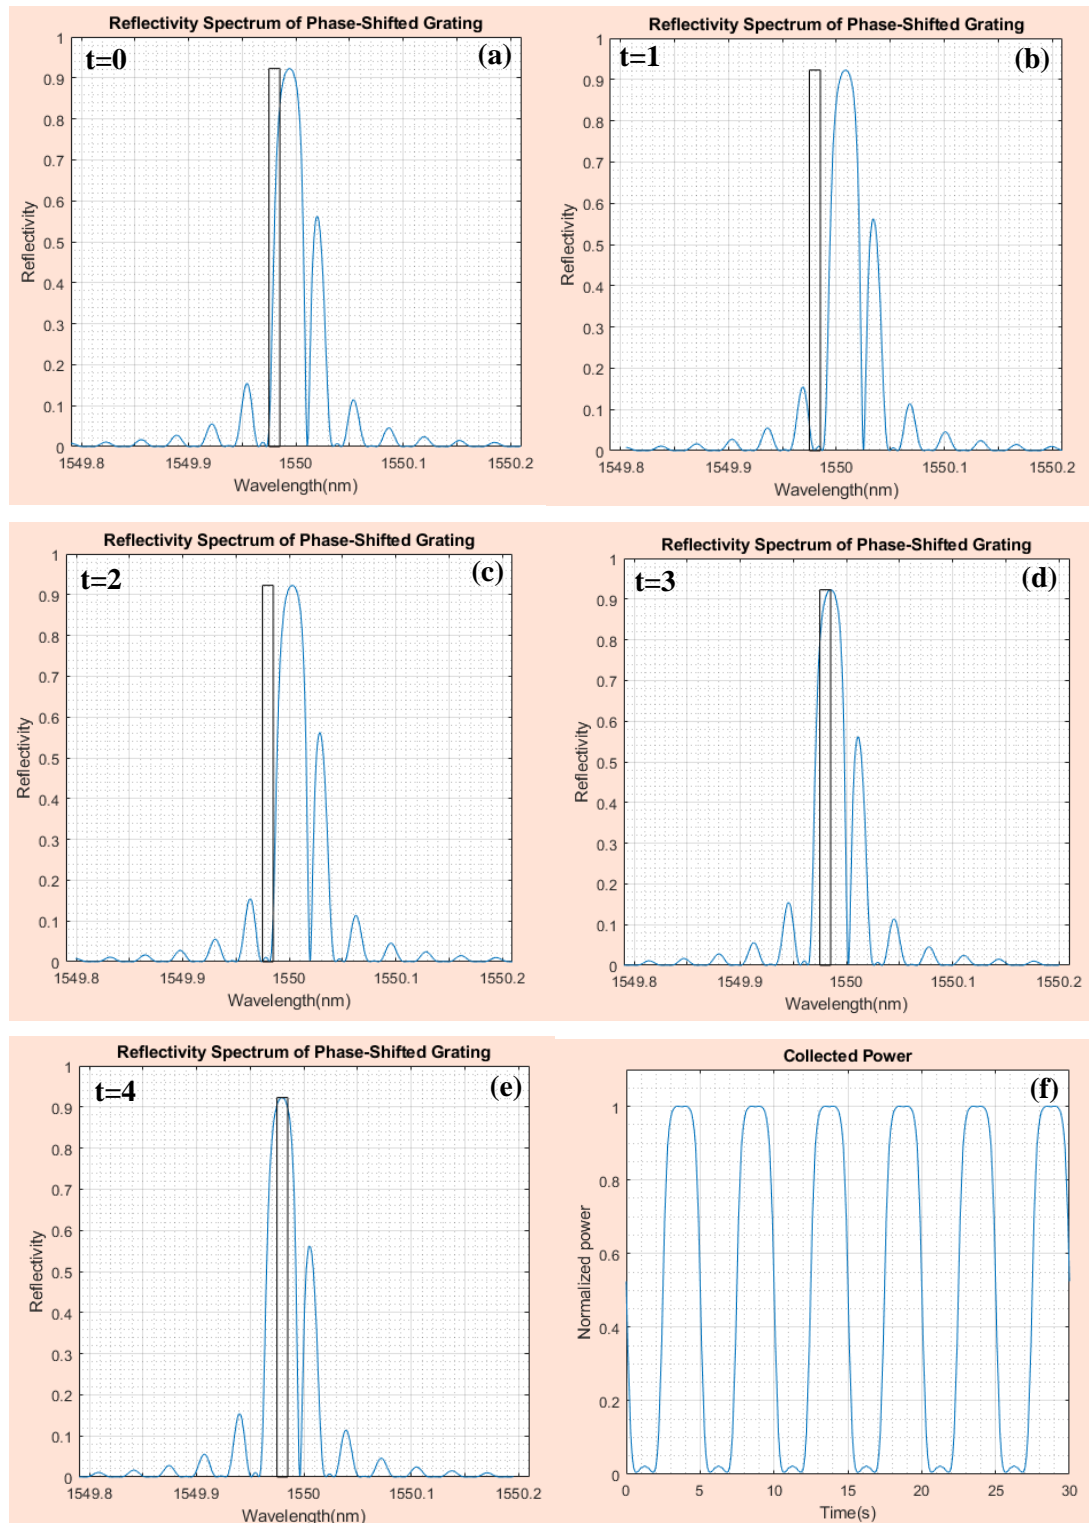 Reflectivity Spectrum of Phase-Shifted Grating
t=0
(a)
1
0.9
0.8
0.7
0.6
0.5
0.4
0.3
0.2
0.1
0
Reflectivity
1549.8 1549.9 1550 1550.1 1550.2
Wavelength(nm)
Reflectivity Spectrum of Phase-Shifted Grating
t=1
(b)
1
0.9
0.8
0.7
0.6
0.5
0.4
0.3
0.2
0.1
0
Reflectivity
1549.8 1549.9 1550 1550.1 1550.2
Wavelength(nm)
Reflectivity Spectrum of Phase-Shifted Grating
t=2
(c)
1
0.9
0.8
0.7
0.6
0.5
0.4
0.3
0.2
0.1
0
Reflectivity
1549.8 1549.9 1550 1550.1 1550.2
Wavelength(nm)
Reflectivity Spectrum of Phase-Shifted Grating
t=3
(d)
1
0.9
0.8
0.7
0.6
0.5
0.4
0.3
0.2
0.1
0
Reflectivity
1549.8 1549.9 1550 1550.1 1550.2
Wavelength(nm)
Reflectivity Spectrum of Phase-Shifted Grating
t=4
(e)
1
0.9
0.8
0.7
0.6
0.5
0.4
0.3
0.2
0.1
0
Reflectivity
1549.8 1549.9 1550 1550.1 1550.2
Wavelength(nm)
Collected Power
(f)
1
0.8
0.6
0.4
0.2
0
Normalized power
0 5 10 15 20 25 30
Time(s)